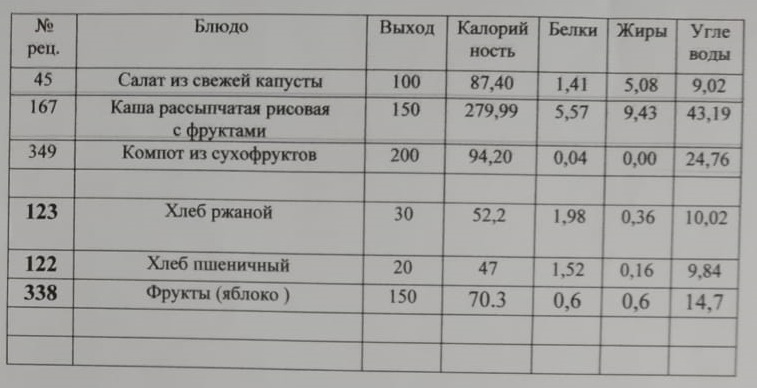 № рец. Блюдо Выход Калорий ность Белки Жиры Угле воды
45 Салат из свежей капусты 100 87,40 1,41 5,08 9,02
167 Каша рассыпчатая рисовая с фруктами 150 279,99 5,57 9,43 43,19
349 Компот из сухофруктов 200 94,20 0,04 0,00 24,76
123 Хлеб ржаной 30 52,2 1,98 0,36 10,02
122 Хлеб пшеничный 20 47 1,52 0,16 9,84
338 Фрукты (яблоко ) 150 70.3 0,6 0,6 14,7